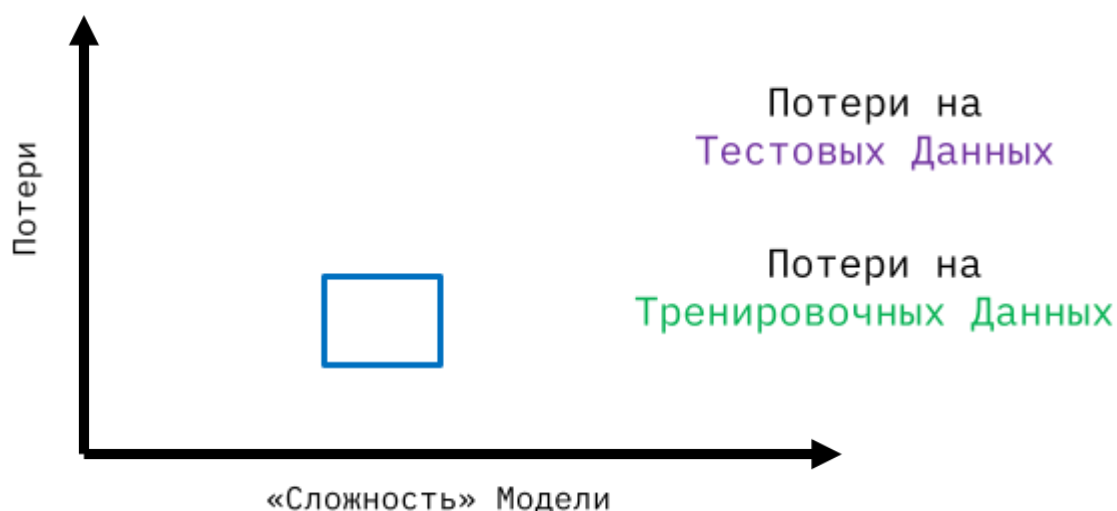 Потери на
Тестовых Данных
Потери
Потери на
Тренировочных Данных
«Сложность» Модели